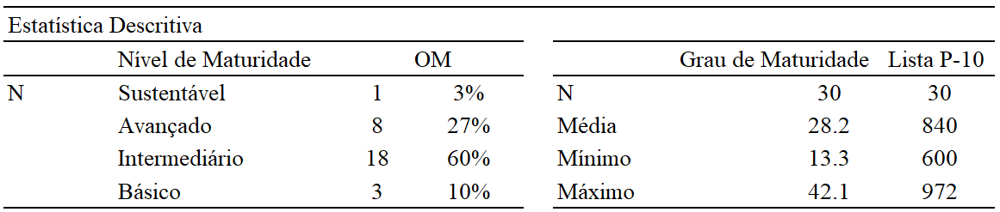 Estatística Descritiva
Nível de Maturidade OM Grau de Maturidade Lista P-10
N Sustentável 1 3% N 30 30
Avançado 8 27% Média 28.2 840
Intermediário 18 60% Mínimo 13.3 600
Básico 3 10% Máximo 42.1 972